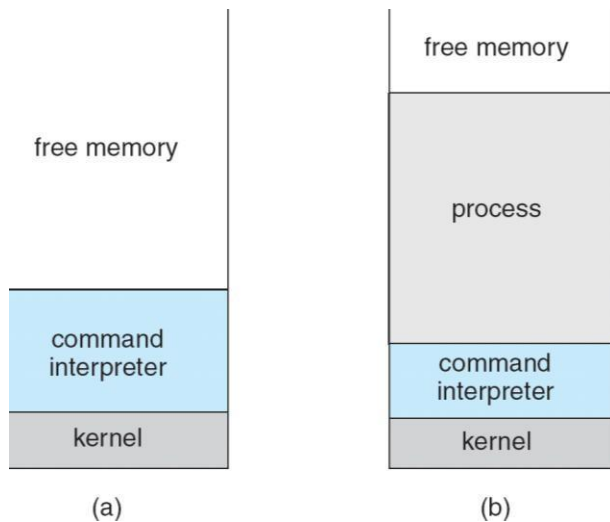 free memory
command
interpreter
kernel
(a)
free memory
process
command
interpreter
kernel
(b)